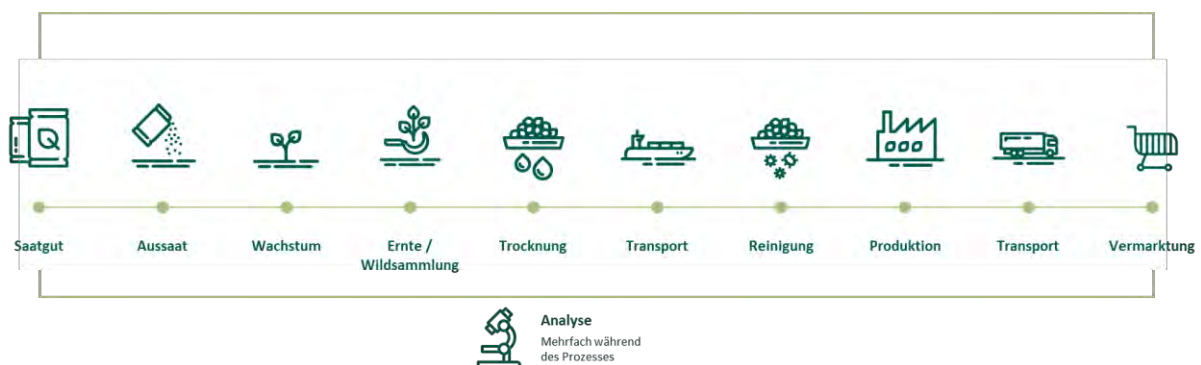 Saatgut
Aussaat
Wachstum
Ernte /
Wildsammlung
Trocknung
Transport
Reinigung
Produktion
Transport
Vermarktung
Analyse
Mehrfach während
des Prozesses